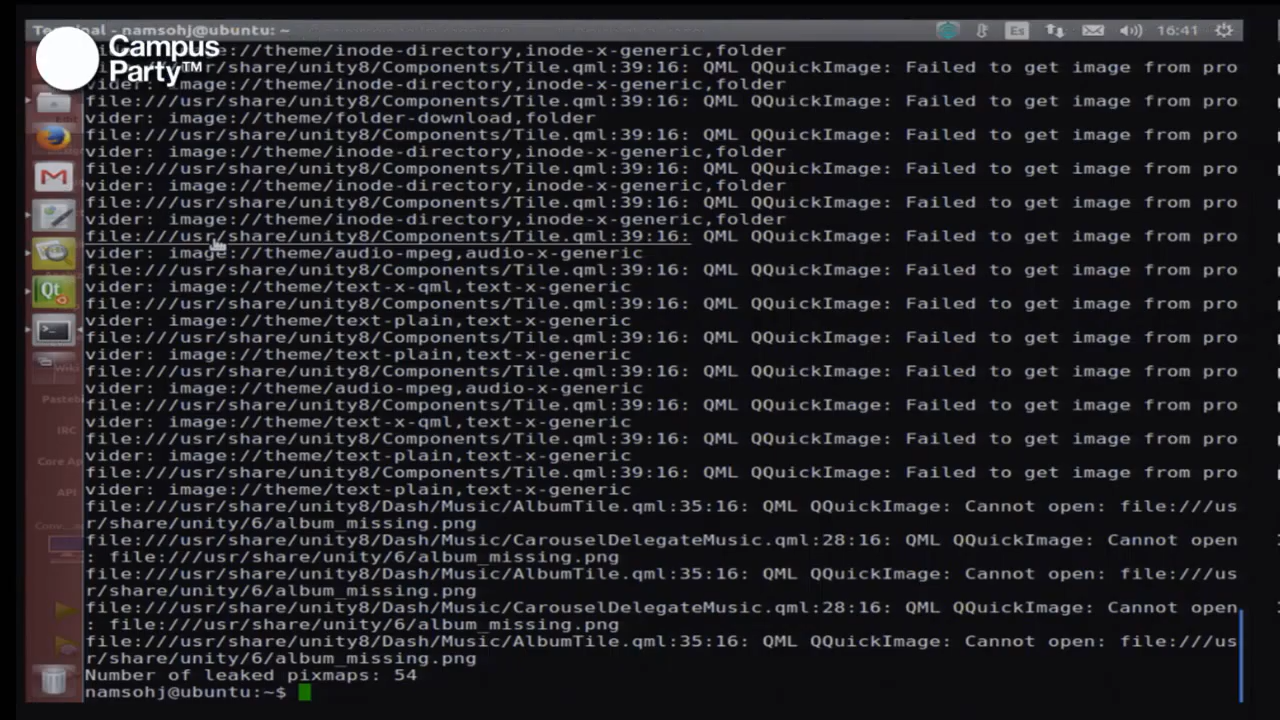 Terminal - namsohj@ubuntu: ~
Es
16:41
Campus
Party™
vider: image://theme/inode-directory,inode-x-generic,folder
file:///usr/share/unity8/Components/Tile.qml:39:16: QML QQuickImage: Failed to get image from pro
vider: image://theme/inode-directory,inode-x-generic,folder
file:///usr/share/unity8/Components/Tile.qml:39:16: QML QQuickImage: Failed to get image from pro
vider: image://theme/folder-download,folder
file:///usr/share/unity8/Components/Tile.qml:39:16: QML QQuickImage: Failed to get image from pro
vider: image://theme/inode-directory,inode-x-generic,folder
file:///usr/share/unity8/Components/Tile.qml:39:16: QML QQuickImage: Failed to get image from pro
vider: image://theme/inode-directory,inode-x-generic,folder
file:///usr/share/unity8/Components/Tile.qml:39:16: QML QQuickImage: Failed to get image from pro
vider: image://theme/inode-directory,inode-x-generic,folder
file:///usr/share/unity8/Components/Tile.qml:39:16: QML QQuickImage: Failed to get image from pro
vider: image://theme/audio-mpeg,audio-x-generic
file:///usr/share/unity8/Components/Tile.qml:39:16: QML QQuickImage: Failed to get image from pro
vider: image://theme/text-x-qml,text-x-generic
file:///usr/share/unity8/Components/Tile.qml:39:16: QML QQuickImage: Failed to get image from pro
vider: image://theme/text-plain,text-x-generic
file:///usr/share/unity8/Components/Tile.qml:39:16: QML QQuickImage: Failed to get image from pro
vider: image://theme/text-plain,text-x-generic
file:///usr/share/unity8/Components/Tile.qml:39:16: QML QQuickImage: Failed to get image from pro
vider: image://theme/audio-mpeg,audio-x-generic
file:///usr/share/unity8/Components/Tile.qml:39:16: QML QQuickImage: Failed to get image from pro
vider: image://theme/text-x-qml,text-x-generic
file:///usr/share/unity8/Components/Tile.qml:39:16: QML QQuickImage: Failed to get image from pro
vider: image://theme/text-plain,text-x-generic
file:///usr/share/unity8/Components/Tile.qml:39:16: QML QQuickImage: Failed to get image from pro
vider: image://theme/text-plain,text-x-generic
file:///usr/share/unity8/Dash/Music/AlbumTile.qml:35:16: QML QQuickImage: Cannot open: file:///us
r/share/unity/6/album_missing.png
file:///usr/share/unity8/Dash/Music/CarouselDelegateMusic.qml:28:16: QML QQuickImage: Cannot open
: file:///usr/share/unity/6/album_missing.png
file:///usr/share/unity8/Dash/Music/AlbumTile.qml:35:16: QML QQuickImage: Cannot open: file:///us
r/share/unity/6/album_missing.png
file:///usr/share/unity8/Dash/Music/CarouselDelegateMusic.qml:28:16: QML QQuickImage: Cannot open
: file:///usr/share/unity/6/album_missing.png
file:///usr/share/unity8/Dash/Music/AlbumTile.qml:35:16: QML QQuickImage: Cannot open: file:///us
r/share/unity/6/album_missing.png
Number of leaked pixmaps: 54
namsohj@ubuntu:~$
Qt
Wiki
IRC
API